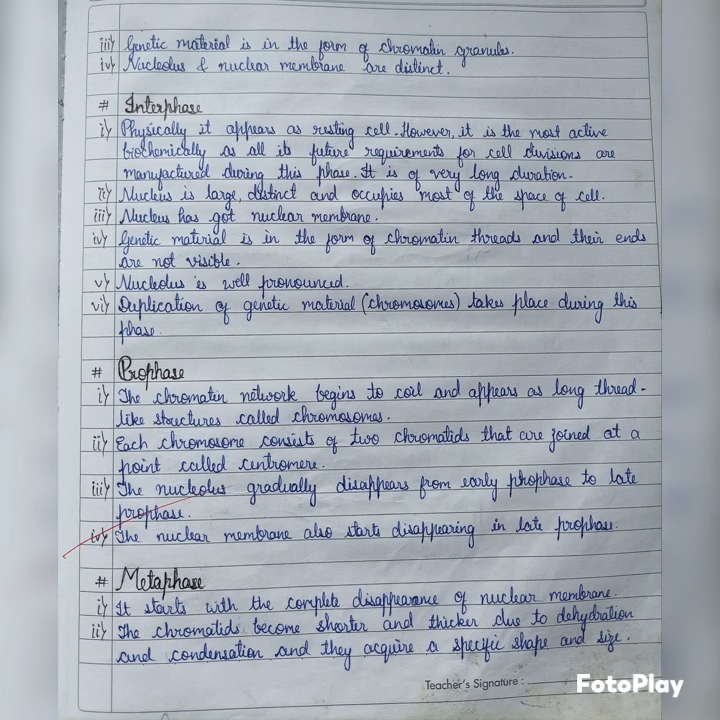 iii) Genetic material is in the form of chromatin granules.
iv) Nucleolus & nuclear membrane are distinct.
# Interphase
i) Physically it appears as resting cell. However, it is the most active
biochemically as all its future requirements for cell divisions are
manufactured during this phase. It is of very long duration.
ii) Nucleus is large, distinct and occupies most of the space of cell.
iii) Nucleus has got nuclear membrane.
iv) Genetic material is in the form of chromatin threads and their ends
are not visible.
v) Nucleolus is well pronounced.
vi) Duplication of genetic material (chromosomes) takes place during this
phase.
# Prophase
i) The chromatin network begins to coil and appears as long thread-
like structures called chromosomes.
ii) Each chromosome consists of two chromatids that are joined at a
point called centromere.
iii) The nucleolus gradually disappears from early prophase to late
prophase.
iv) The nuclear membrane also starts disappearing in late prophase.
# Metaphase
i) It starts with the complete disappearance of nuclear membrane.
ii) The chromatids become shorter and thicker due to dehydration
and condensation and they acquire a specific shape and size.
Teacher's Signature :
FotoPlay